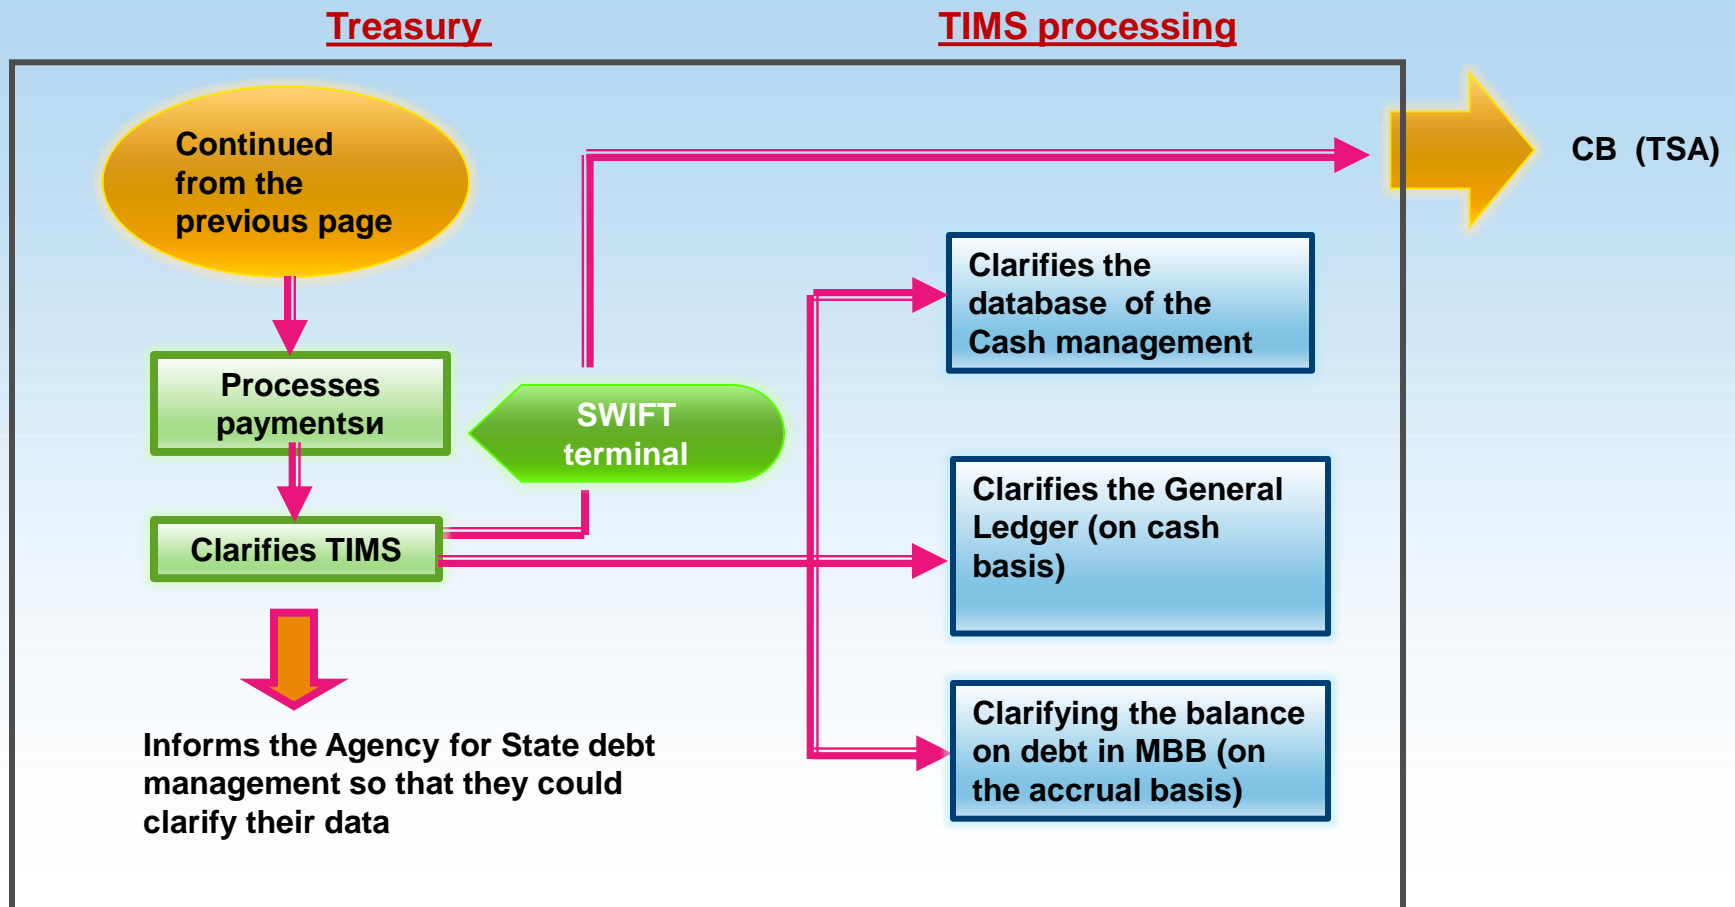 Treasury
TIMS processing
Continued
from the
previous page
CB (TSA)
Clarifies the
database of the
Cash management
Processes
paymentsи
SWIFT
terminal
Clarifies the General
Ledger (on cash
basis)
Clarifies TIMS
Clarifying the balance
on debt in MBB (on
the accrual basis)
Informs the Agency for State debt
management so that they could
clarify their data